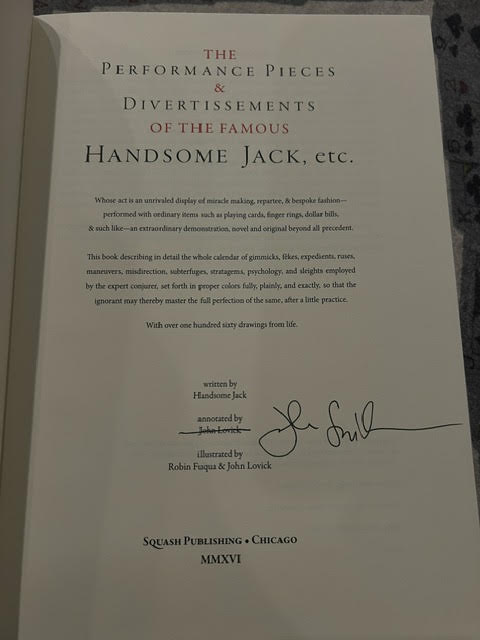 THE
PERFORMANCE PIECES
&
DIVERTISSEMENTS
OF THE FAMOUS
HANDSOME JACK, etc.
Whose act is an unrivaled display of miracle making, repartee, & bespoke fashion—
performed with ordinary items such as playing cards, finger rings, dollar bills,
& such like—an extraordinary demonstration, novel and original beyond all precedent.
This book describing in detail the whole calendar of gimmicks, fêkes, expedients, ruses,
maneuvers, misdirection, subterfuges, stratagems, psychology, and sleights employed
by the expert conjurer, set forth in proper colors fully, plainly, and exactly, so that the
ignorant may thereby master the full perfection of the same, after a little practice.
With over one hundred sixty drawings from life.
written by
Handsome Jack
annotated by
John Lovick
illustrated by
Robin Fuqua & John Lovick
SQUASH PUBLISHING • CHICAGO
MMXVI